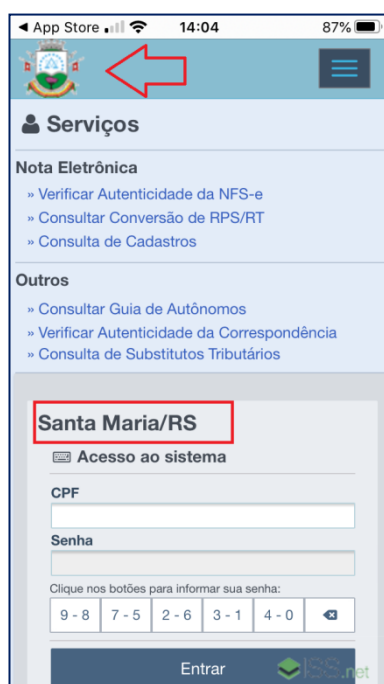 ◄ App Store 14:04 87%
Serviços
Nota Eletrônica
» Verificar Autenticidade da NFS-e
» Consultar Conversão de RPS/RT
» Consulta de Cadastros
Outros
» Consultar Guia de Autônomos
» Verificar Autenticidade da Correspondência
» Consulta de Substitutos Tributários
Santa Maria/RS
Acesso ao sistema
CPF
Senha
Clique nos botões para informar sua senha:
9 - 8 7 - 5 2 - 6 3 - 1 4 - 0
Entrar
ISS.net